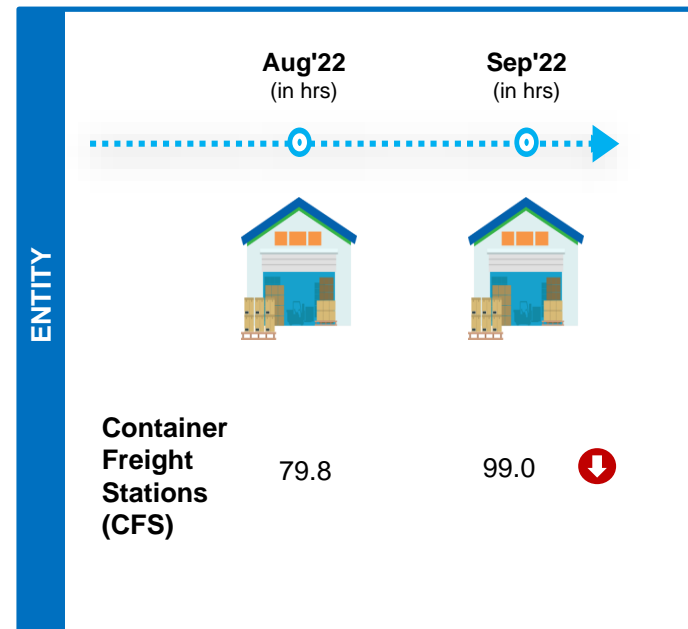 Aug'22
(in hrs)
Sep'22
(in hrs)
ENTITY
Container
Freight
Stations
(CFS)
79.8
99.0